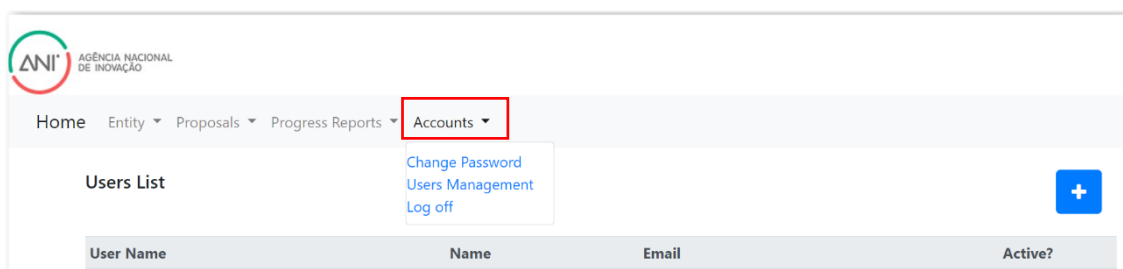 ANI
AGÊNCIA NACIONAL
DE INOVAÇÃO
Home Entity Proposals Progress Reports Accounts
Change Password
Users Management
Log off
Users List
+
User Name Name Email Active?